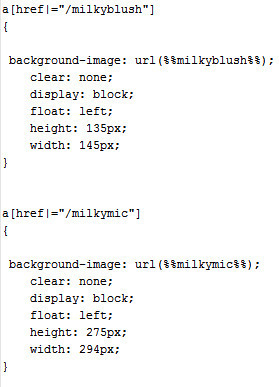 a[href|="/milkyblush"]
{
background-image: url(%%milkyblush%%);
clear: none;
display: block;
float: left;
height: 135px;
width: 145px;
}
a[href|="/milkymic"]
{
background-image: url(%%milkymic%%);
clear: none;
display: block;
float: left;
height: 275px;
width: 294px;
}